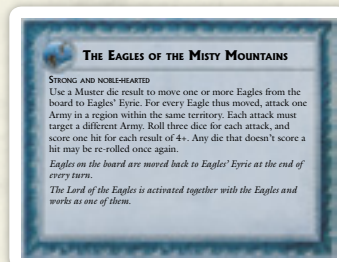 The Eagles of the Misty Mountains
Strong and noble-hearted
Use a Muster die result to move one or more Eagles from the
board to Eagles' Eyrie. For every Eagle thus moved, attack one
Army in a region within the same territory. Each attack must
target a different Army. Roll three dice for each attack, and
score one hit for each result of 4+. Any die that doesn't score a
hit may be re-rolled once again.
Eagles on the board are moved back to Eagles' Eyrie at the end of
every turn.
The Lord of the Eagles is activated together with the Eagles and
works as one of them.